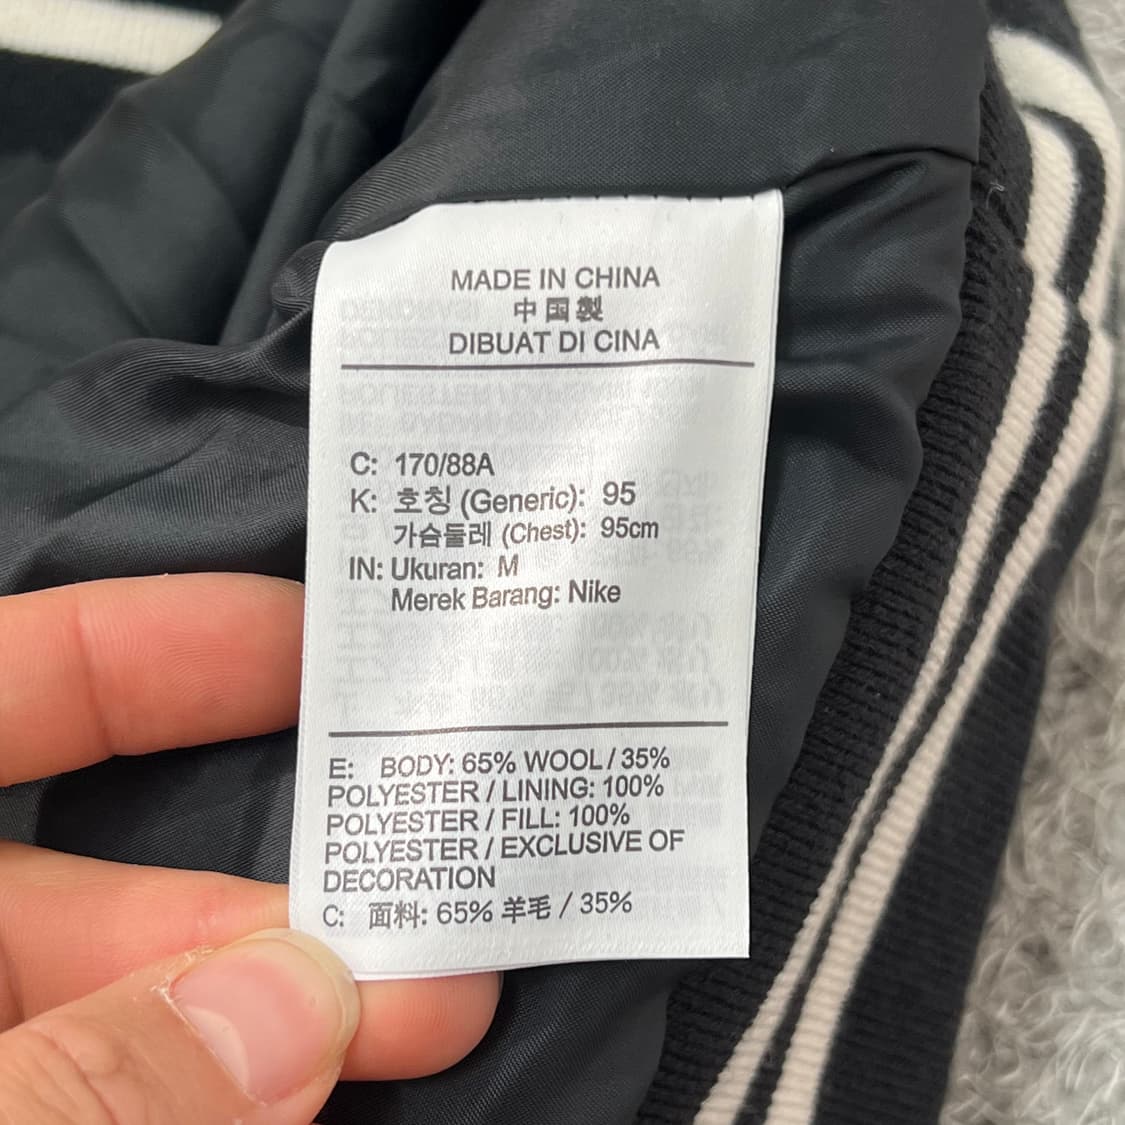 MADE IN CHINA
中国製
DIBUAT DI CINA
C: 170/88A
K: 호칭 (Generic): 95
가슴둘레 (Chest): 95cm
IN: Ukuran: M
Merek Barang: Nike
E: BODY: 65% WOOL / 35%
POLYESTER / LINING: 100%
POLYESTER / FILL: 100%
POLYESTER / EXCLUSIVE OF
DECORATION
C: 面料: 65% 羊毛 / 35%